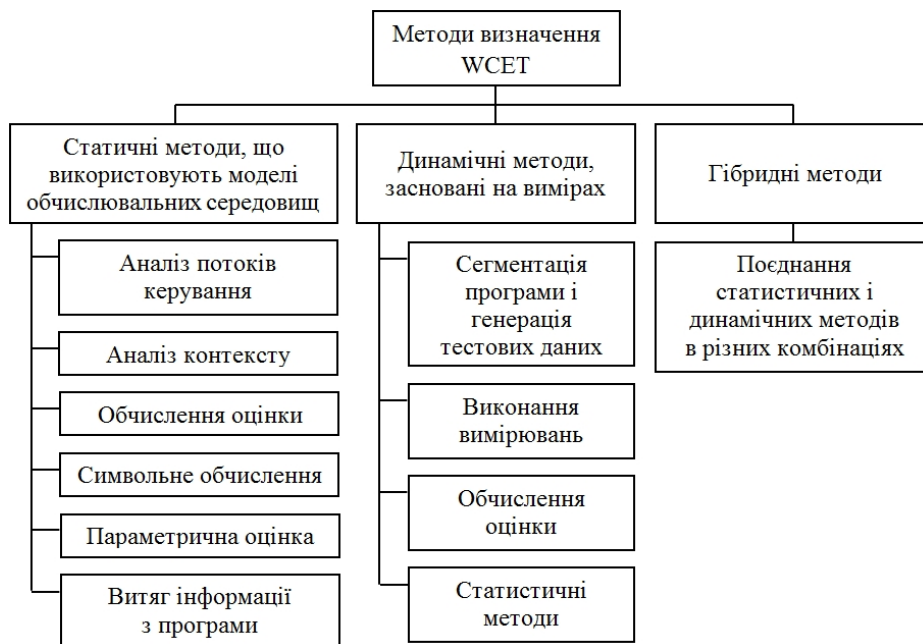 Методи визначення
WCET
Статичні методи, що
використовують моделі
обчислювальних середовищ
Аналіз потоків
керування
Аналіз контексту
Обчислення оцінки
Символьне обчислення
Параметрична оцінка
Витяг інформації
з програми
Динамічні методи,
засновані на вимірах
Сегментація
програми і
генерація
тестових даних
Виконання
вимірювань
Обчислення
оцінки
Статистичні
методи
Гібридні методи
Поєднання
статистичних і
динамічних методів
в різних комбінаціях